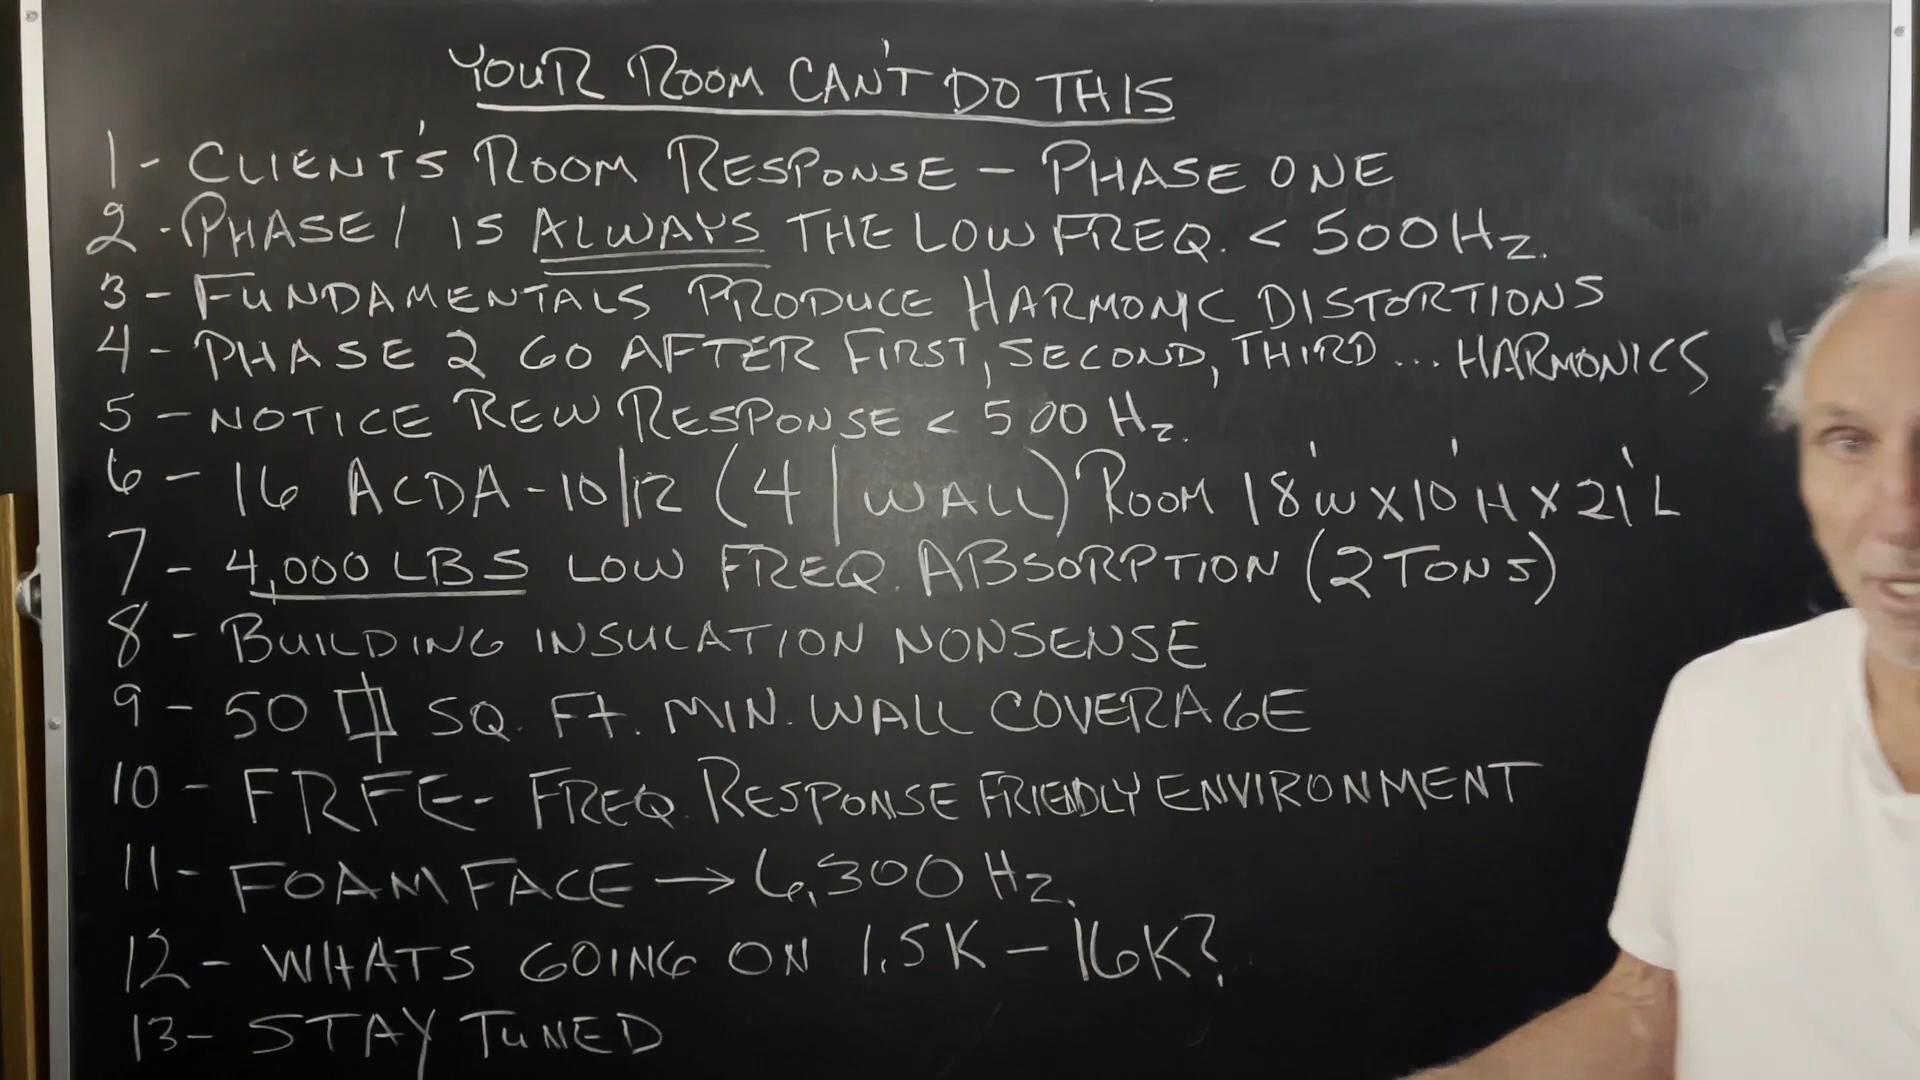 YOUR ROOM CAN'T DO THIS
1- CLIENT'S ROOM RESPONSE - PHASE ONE
2-PHASE 1 IS ALWAYS THE LOW FREQ. < 500Hz.
3- FUNDAMENTALS PRODUCE HARMONIC DISTORTIONS
4- PHASE 2 GO AFTER FIRST, SECOND, THIRD... HARMONICS
5- NOTICE REW RESPONSE < 500 Hz.
6- 16 ACDA-10/12 (4/WALL) ROOM 18'W X 10'H X 21'L
7- 4,000 LBS LOW FREQ. ABSORPTION (2 TONS)
8- BUILDING INSULATION NONSENSE
9- 50 SQ. FT. MIN. WALL COVERAGE
10- FRFE- FREQ. RESPONSE FRIENDLY ENVIRONMENT
11- FOAM FACE → 6,300 Hz.
12- WHATS GOING ON 1.5K - 16K?
13- STAY TUNED